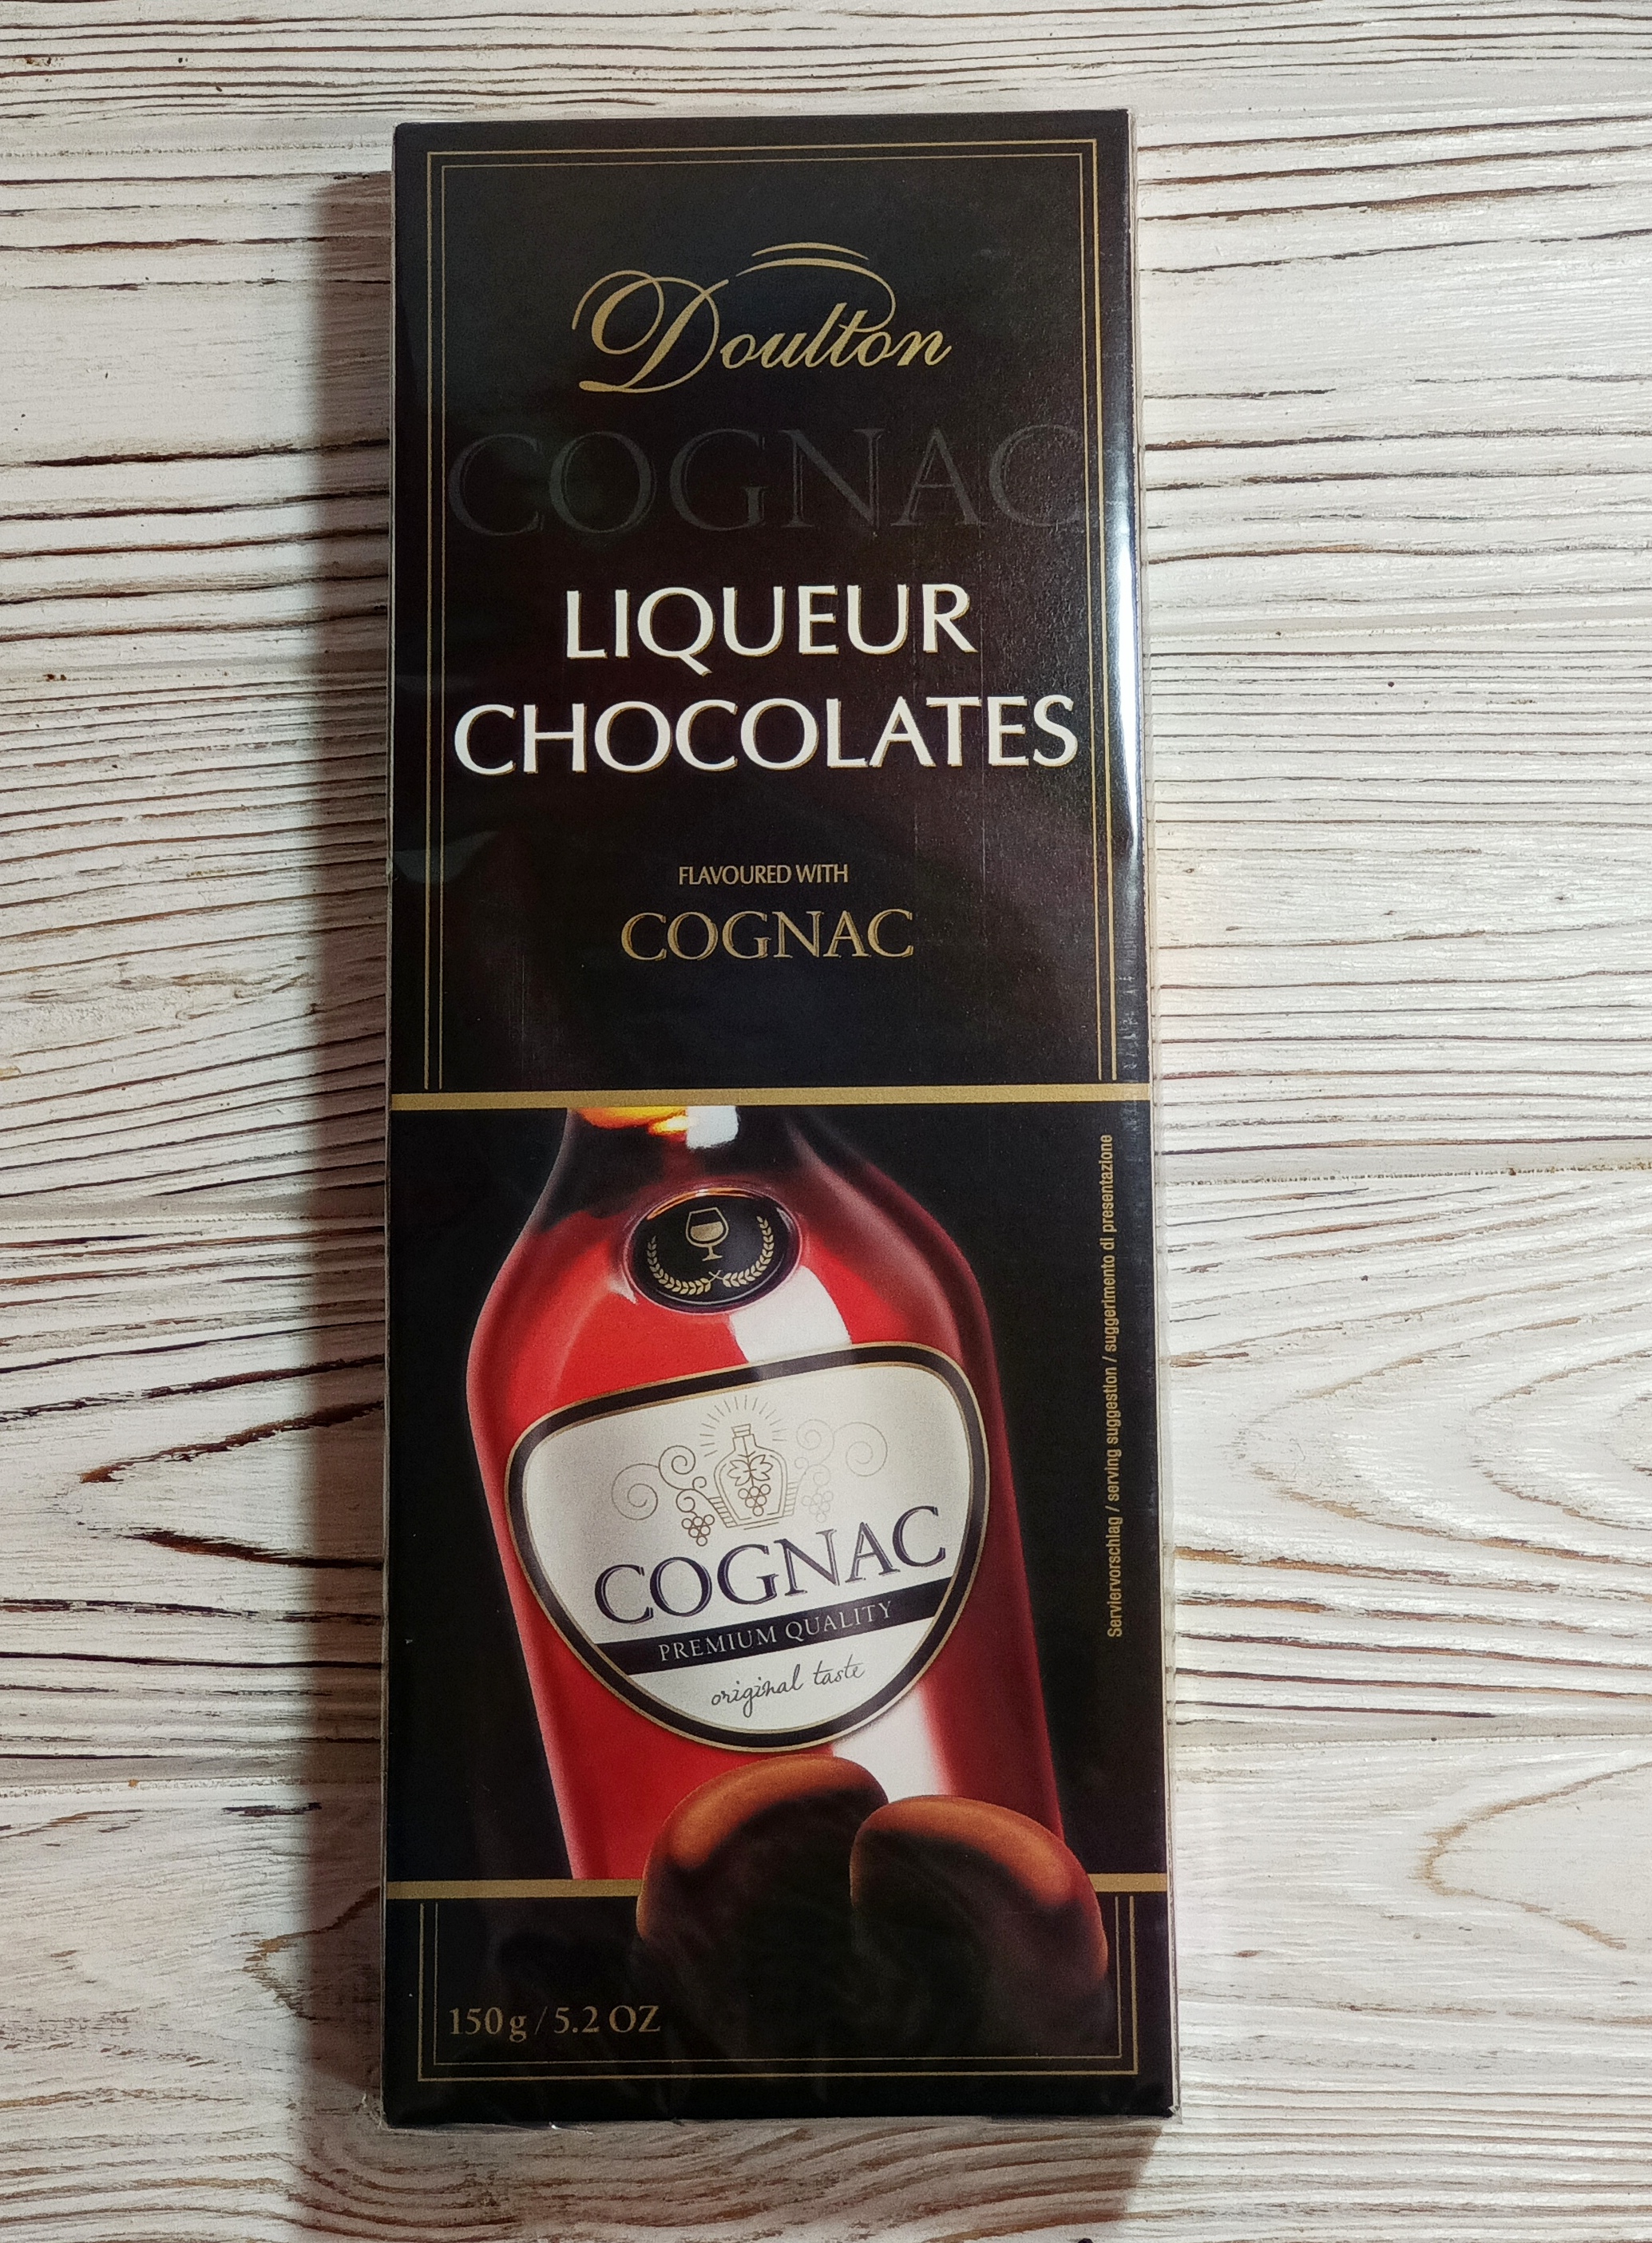 Doulton
COGNAC
LIQUEUR
CHOCOLATES
FLAVOURED WITH
COGNAC
Serviervorschlag / serving suggestion / suggerimento di presentazione
COGNAC
PREMIUM QUALITY
original taste
150 g / 5.2 OZ